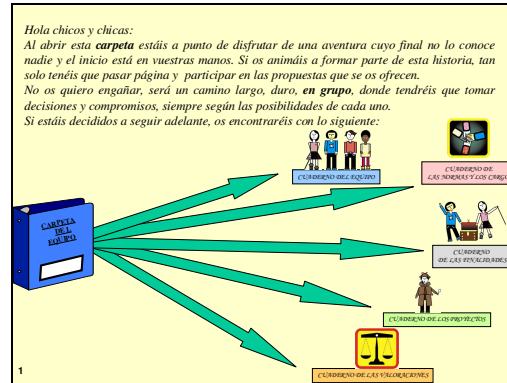 Hola chicos y chicas:
Al abrir esta carpeta estáis a punto de disfrutar de una aventura cuyo final no lo conoce
nadie y el inicio está en vuestras manos. Si os animáis a formar parte de esta historia, tan
solo tenéis que pasar página y participar en las propuestas que se os ofrecen.
No os quiero engañar, será un camino largo, duro, en grupo, donde tendréis que tomar
decisiones y compromisos, siempre según las posibilidades de cada uno.
Si estáis decididos a seguir adelante, os encontraréis con lo siguiente:
CUADERNO DEL EQUIPO
CUADERNO DE
LAS NORMAS Y LOS CARGO
CARPETA
DEL
EQUIPO
CUADERNO
DE LAS FINALIDADES
CUADERNO DE LOS PROYECTOS
CUADERNO DE LAS VALORACIONES
1